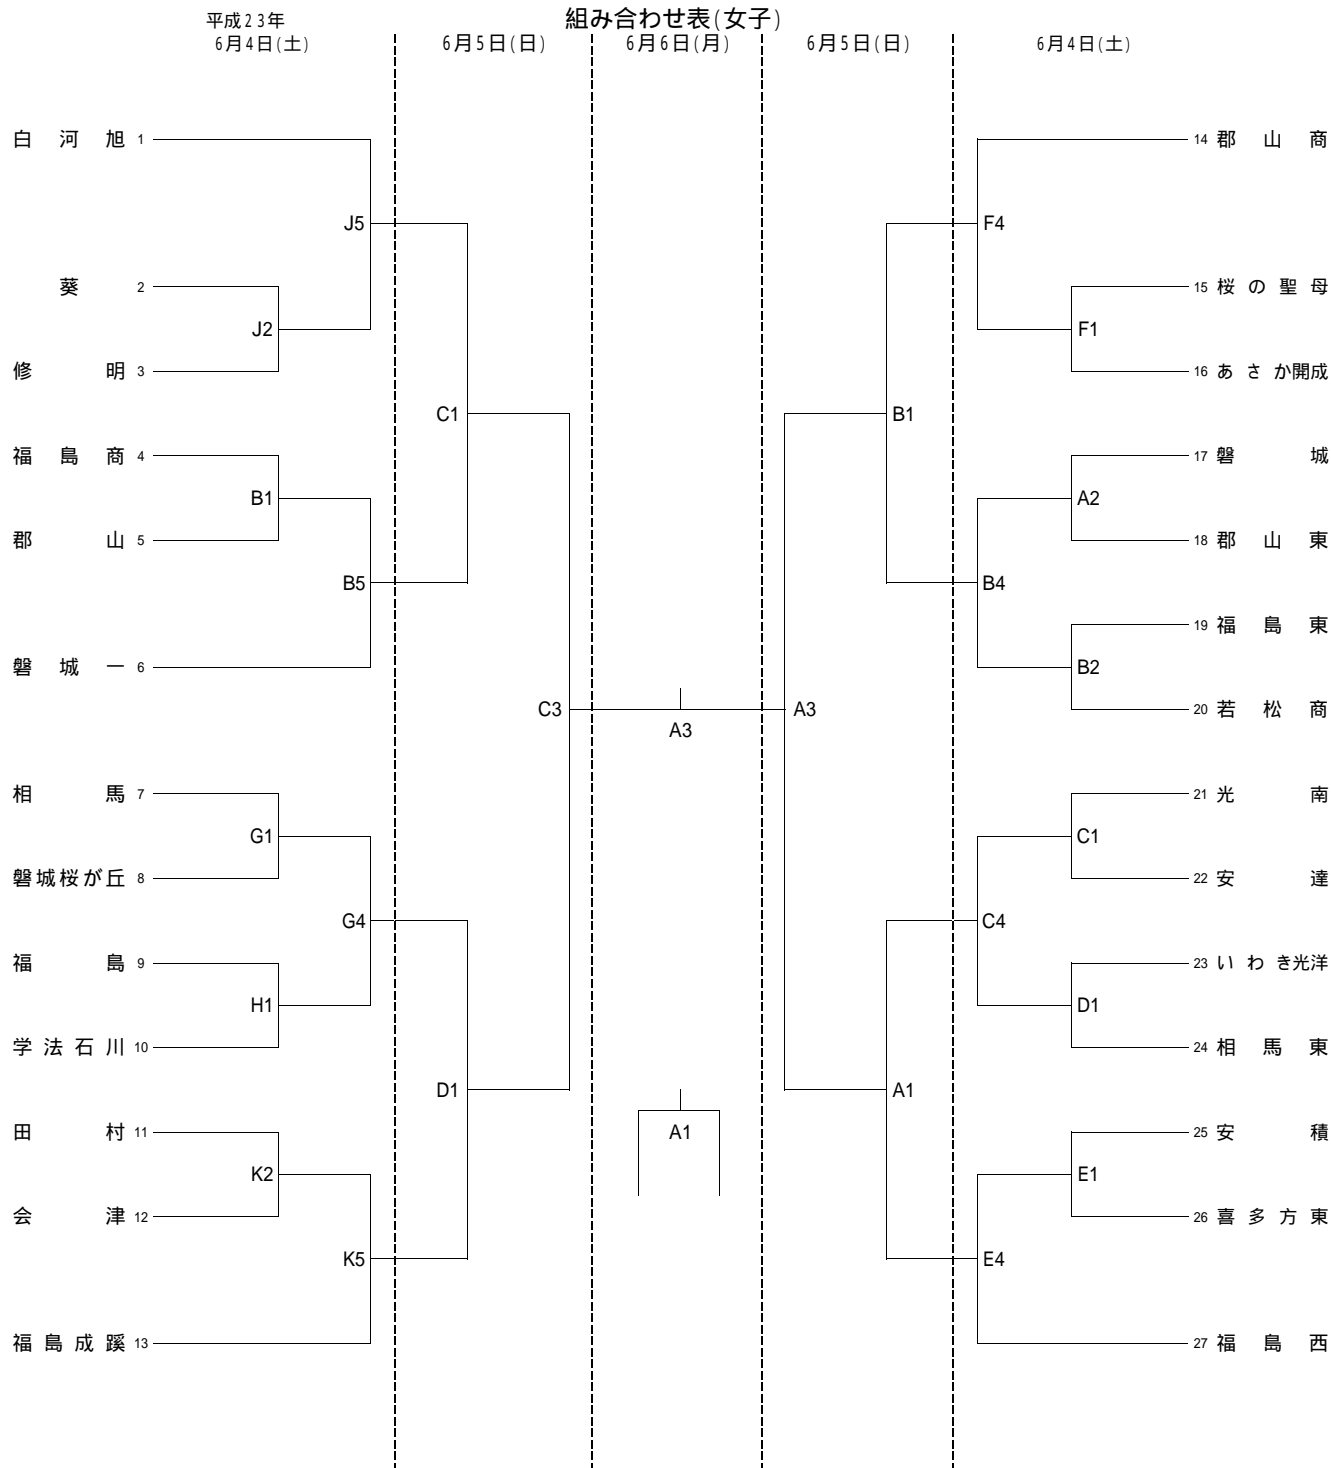 組み合わせ表(女子)
平成23年
6月4日(土) 6月5日(日) 6月6日(月) 6月5日(日) 6月4日(土)
白河旭 1 14 郡山商
J5 F4
葵 2 15 桜の聖母
J2 F1
修明 3 16 あさか開成
C1 B1
福島商 4 17 磐城
B1 A2
郡山 5 18 郡山東
B5 B4
19 福島東
磐城一 6 B2
C3 A3 20 若松商
A3
相馬 7 21 光南
G1 C1
磐城桜が丘 8 22 安達
G4 C4
福島 9 23 いわき光洋
H1 D1
学法石川 10 24 相馬東
D1 A1
田村 11 A1 25 安積
K2 E1
会津 12 26 喜多方東
K5 E4
福島成蹊 13 27 福島西